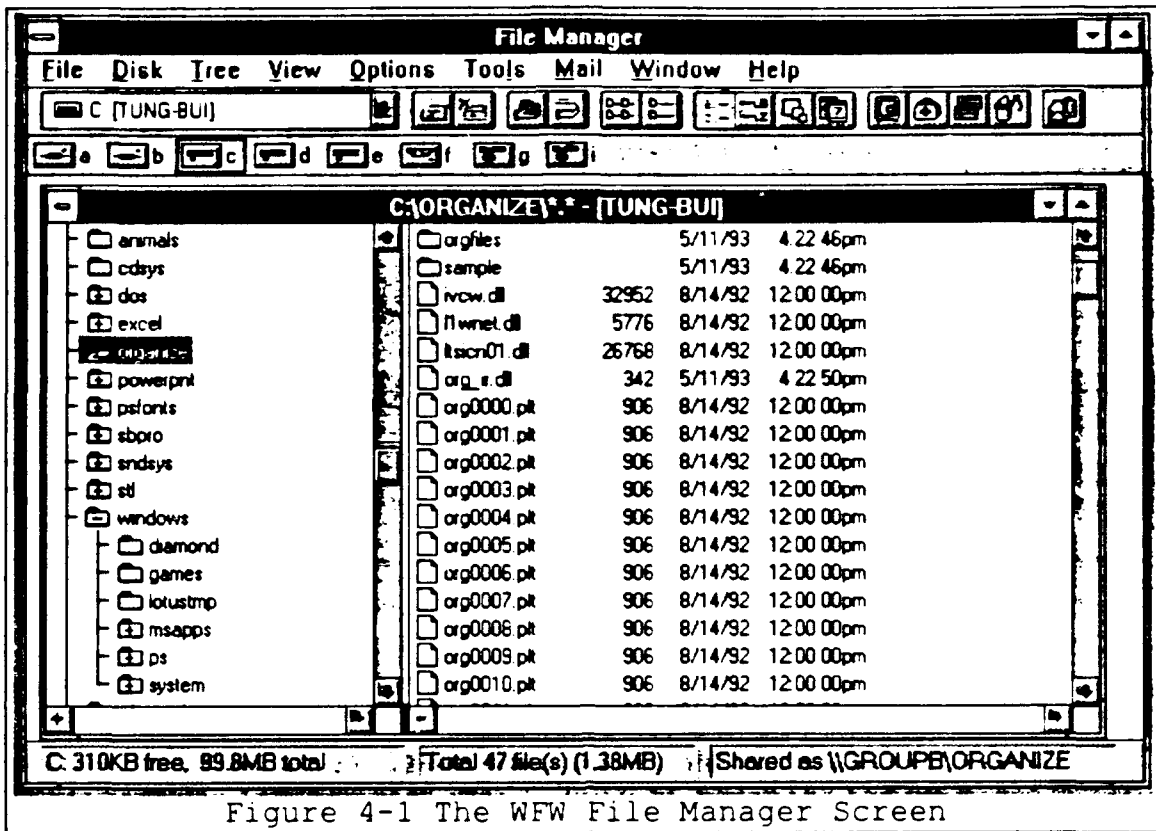 File Manager
File Disk Tree View Options Tools Mail Window Help
C [TUNG-BUI]
a b c d e f g i
C:\ORGANIZE\*.* - [TUNG-BUI]
animals
cdsys
dos
excel
powerpnt
psfonts
sbpro
sndsys
stl
windows
diamond
games
lotustmp
msapps
ps
system
orgfiles 5/11/93 4:22:46pm
sample 5/11/93 4:22:46pm
ivcw.dll 32952 8/14/92 12:00:00pm
5776 8/14/92 12:00:00pm
26768 8/14/92 12:00:00pm
342 5/11/93 4:22:50pm
org0000.plt 906 8/14/92 12:00:00pm
org0001.plt 906 8/14/92 12:00:00pm
org0002.plt 906 8/14/92 12:00:00pm
org0003.plt 906 8/14/92 12:00:00pm
org0004.plt 906 8/14/92 12:00:00pm
org0005.plt 906 8/14/92 12:00:00pm
org0006.plt 906 8/14/92 12:00:00pm
org0007.plt 906 8/14/92 12:00:00pm
org0008.plt 906 8/14/92 12:00:00pm
org0009.plt 906 8/14/92 12:00:00pm
org0010.plt 906 8/14/92 12:00:00pm
C: 310KB free, 99.8MB total Total 47 file(s) (1.38MB) Shared as \\GROUPB\ORGANIZE
Figure 4-1 The WFW File Manager Screen